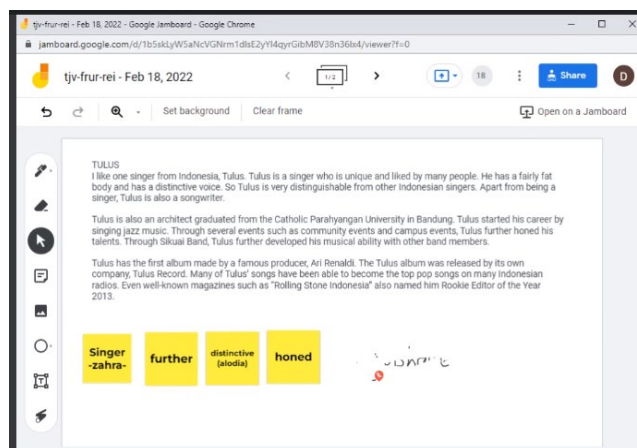 tjv-frur-rei - Feb 18, 2022 - Google Jamboard - Google Chrome
tjv-frur-rei - Feb 18, 2022
1/2
18
Share
D
Set background
Clear frame
Open on a Jamboard
TULUS
I like one singer from Indonesia, Tulus. Tulus is a singer who is unique and liked by many people. He has a fairly fat
body and has a distinctive voice. So Tulus is very distinguishable from other Indonesian singers. Apart from being a
singer, Tulus is also a songwriter.
Tulus is also an architect graduated from the Catholic Parahyangan University in Bandung. Tulus started his career by
singing jazz music. Through several events such as community events and campus events, Tulus further honed his
talents. Through Sikuai Band, Tulus further developed his musical ability with other band members.
Tulus has the first album made by a famous producer, Ari Renaldi. The Tulus album was released by its own
company, Tulus Record. Many of Tulus' songs have been able to become the top pop songs on many Indonesian
radios. Even well-known magazines such as "Rolling Stone Indonesia" also named him Rookie Editor of the Year
2013.
Singer
-zahra-
further
distinctive
(alodia)
honed